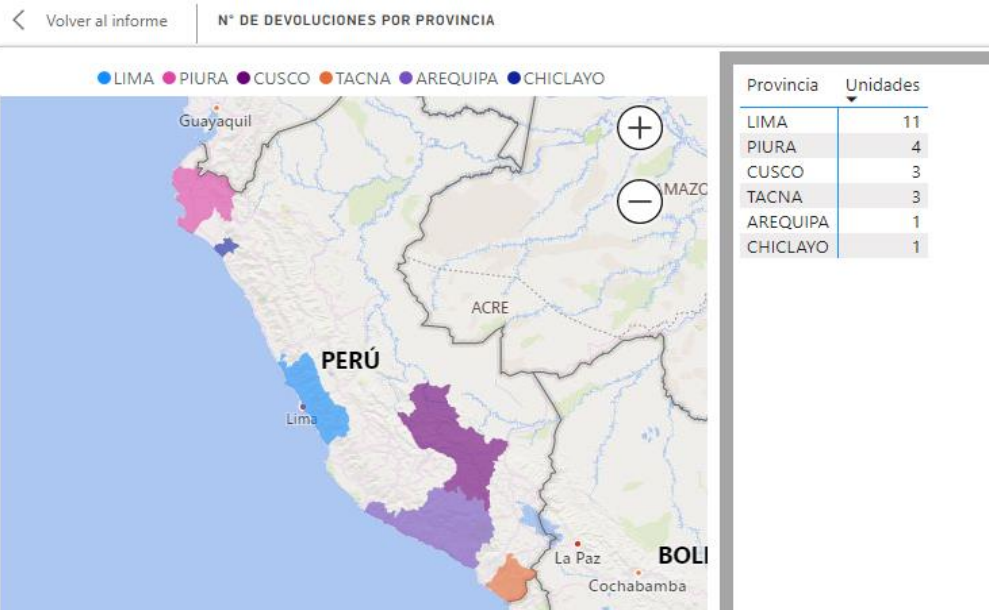 Volver al informe
N° DE DEVOLUCIONES POR PROVINCIA
LIMA PIURA CUSCO TACNA AREQUIPA CHICLAYO
Guayaquil
AMAZO
ACRE
PERÚ
Lima
La Paz
BOLI
Cochabamba
Provincia Unidades
LIMA 11
PIURA 4
CUSCO 3
TACNA 3
AREQUIPA 1
CHICLAYO 1